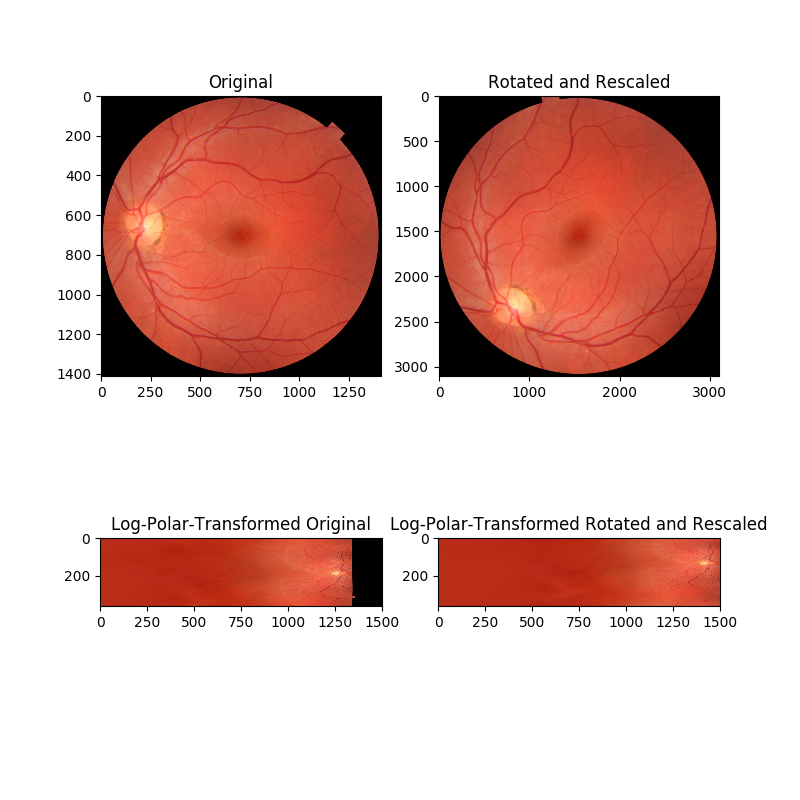 Original
0
200
400
600
800
1000
1200
1400
0 250 500 750 1000 1250
Rotated and Rescaled
0
500
1000
1500
2000
2500
3000
0 1000 2000 3000
Log-Polar-Transformed Original
0
200
0 250 500 750 1000 1250 1500
Log-Polar-Transformed Rotated and Rescaled
0
200
0 250 500 750 1000 1250 1500